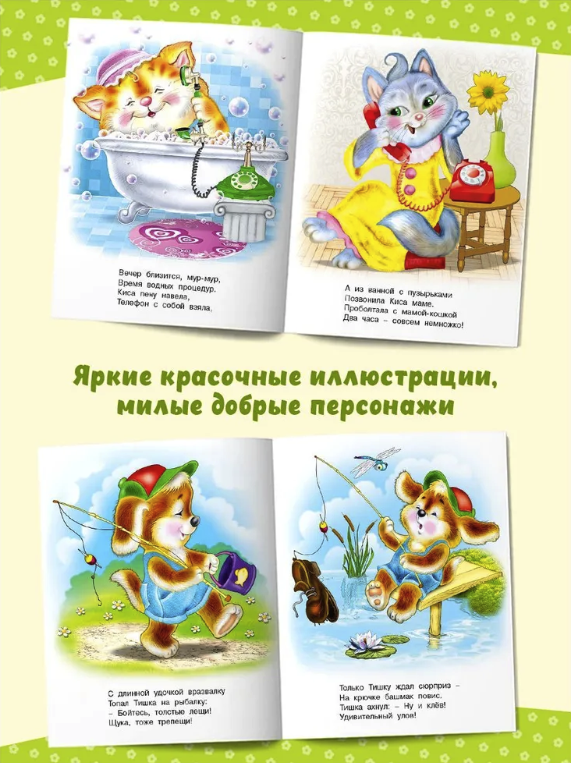 Вечер близится, мур-мур,
Время водных процедур.
Киса пену навела,
Телефон с собой взяла,
А из ванной с пузырьками
Позвонила Киса маме.
Проболтала с мамой-кошкой
Два часа – совсем немножко!
Яркие красочные иллюстрации,
милые добрые персонажи
С длинной удочкой вразвалку
Топал Тишка на рыбалку:
– Бойтесь, толстые лещи!
Щука, тоже трепещи!
Только Тишку ждал сюрприз –
На крючке башмак повис.
Тишка ахнул: – Ну и клёв!
Удивительный улов!